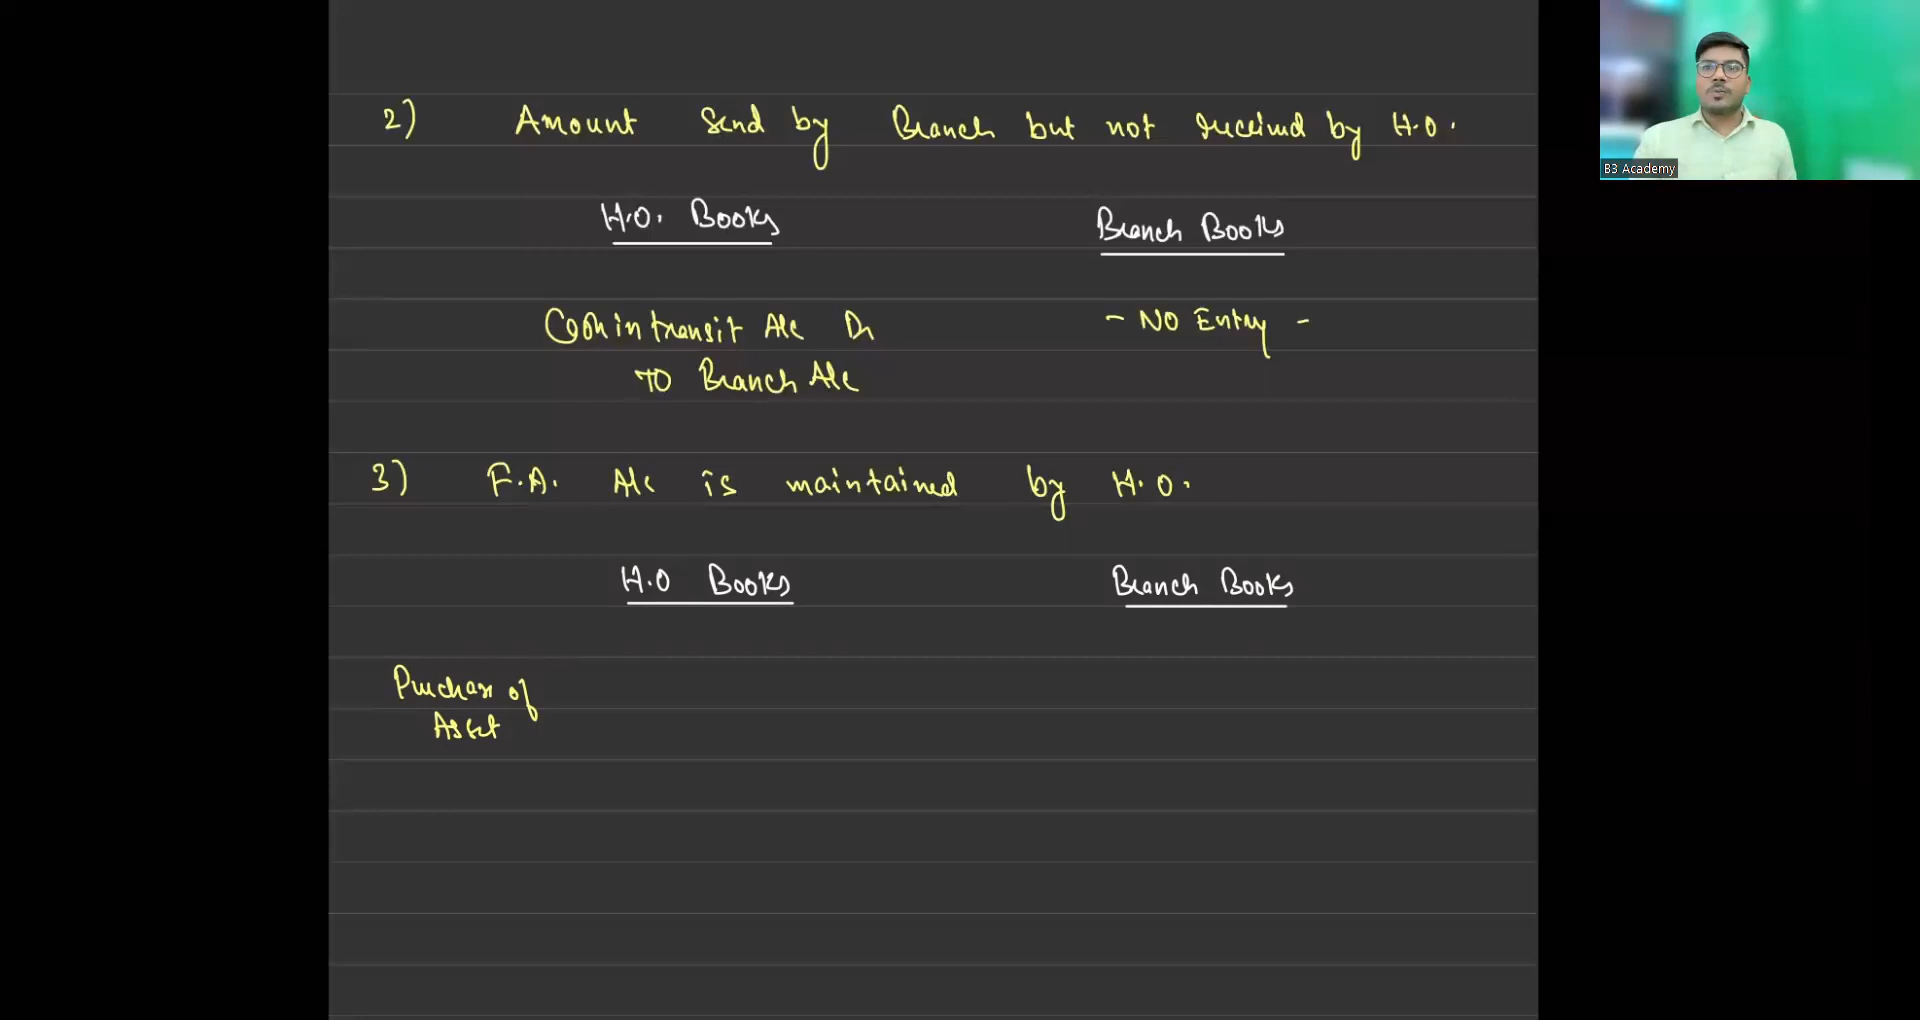 2) Amount Send by Branch but not received by H.O.
H.O. Books
Branch Books
Cash in transit A/c Dr
- NO Entry -
TO Branch A/c
3) F.A. A/c is maintained by H.O.
H.O Books
Branch Books
Purchase of
Asset
B3 Academy